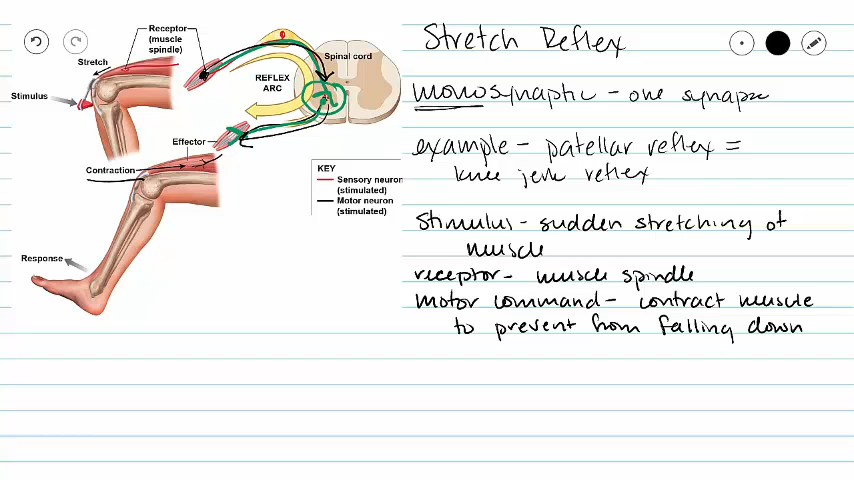 Receptor
(muscle
spindle)
Stretch
Stimulus
Spinal cord
REFLEX
ARC
Effector
Contraction
KEY
Sensory neuron
(stimulated)
Motor neuron
(stimulated)
Response
Stretch Reflex
monosynaptic - one synapse
example - patellar reflex =
knee jerk reflex
stimulus - sudden stretching of
muscle
receptor - muscle spindle
motor command - contract muscle
to prevent from falling down